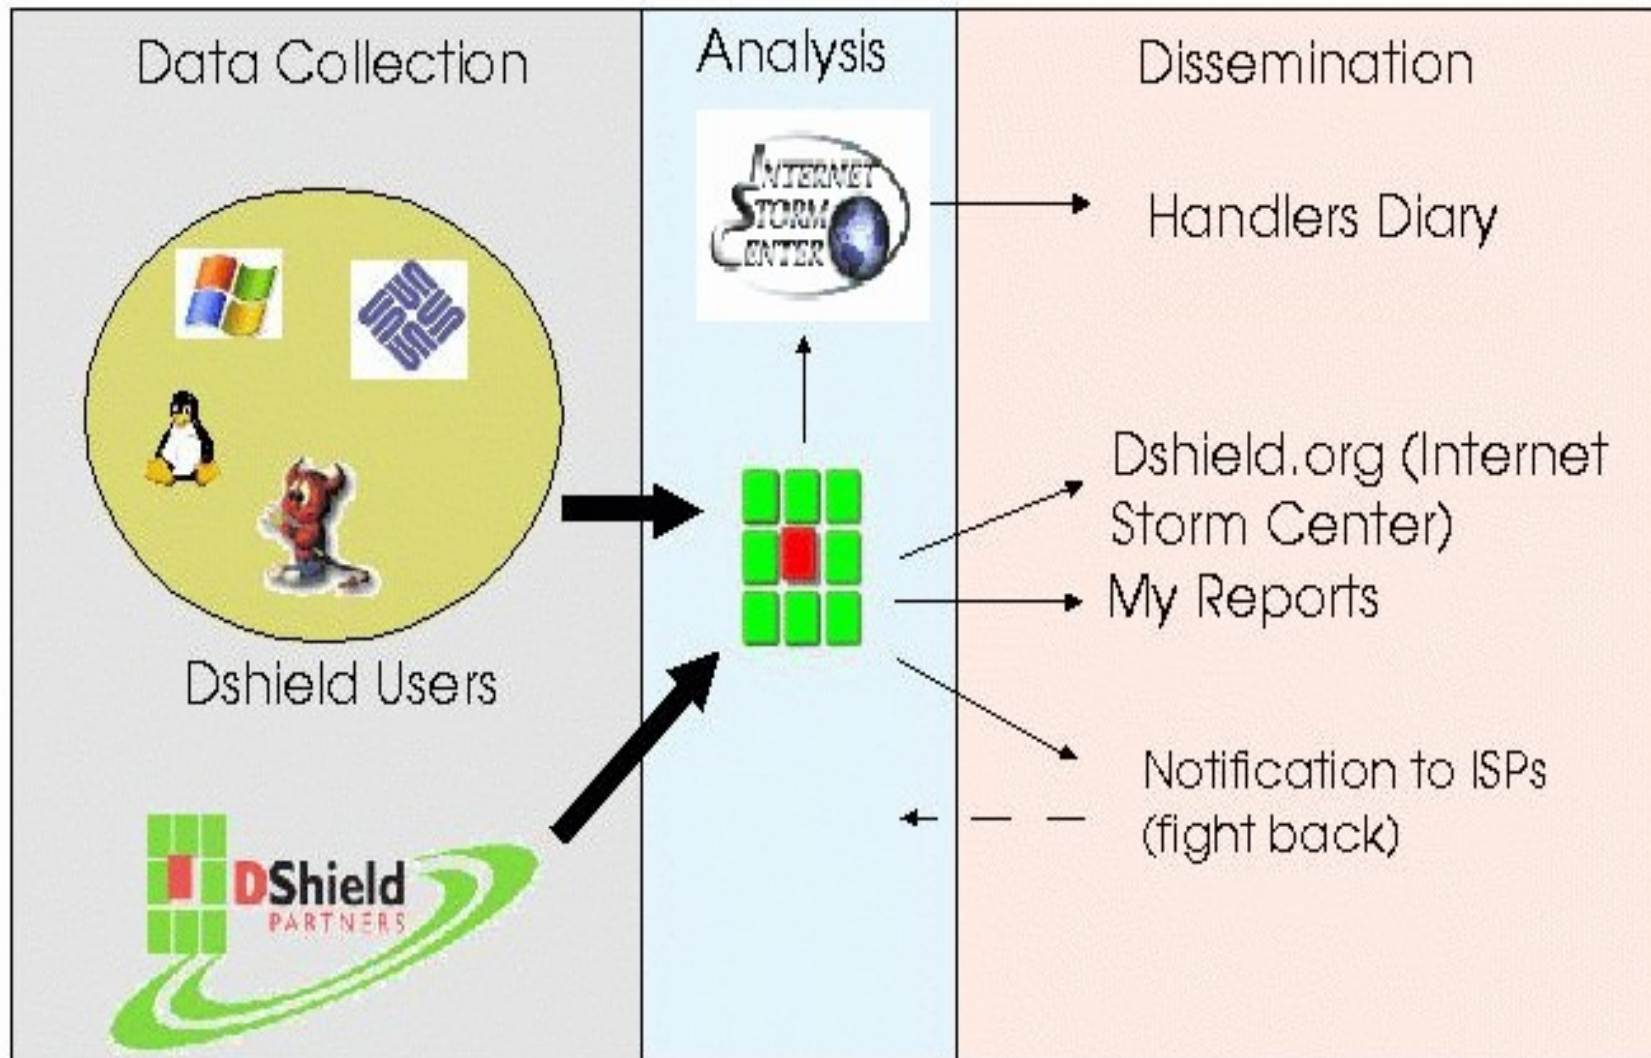 Data Collection
Analysis
Dissemination
INTERNET
STORM
CENTER
Handlers Diary
Dshield.org (Internet
Storm Center)
My Reports
Dshield Users
Notification to ISPs
(fight back)
DShield
PARTNERS